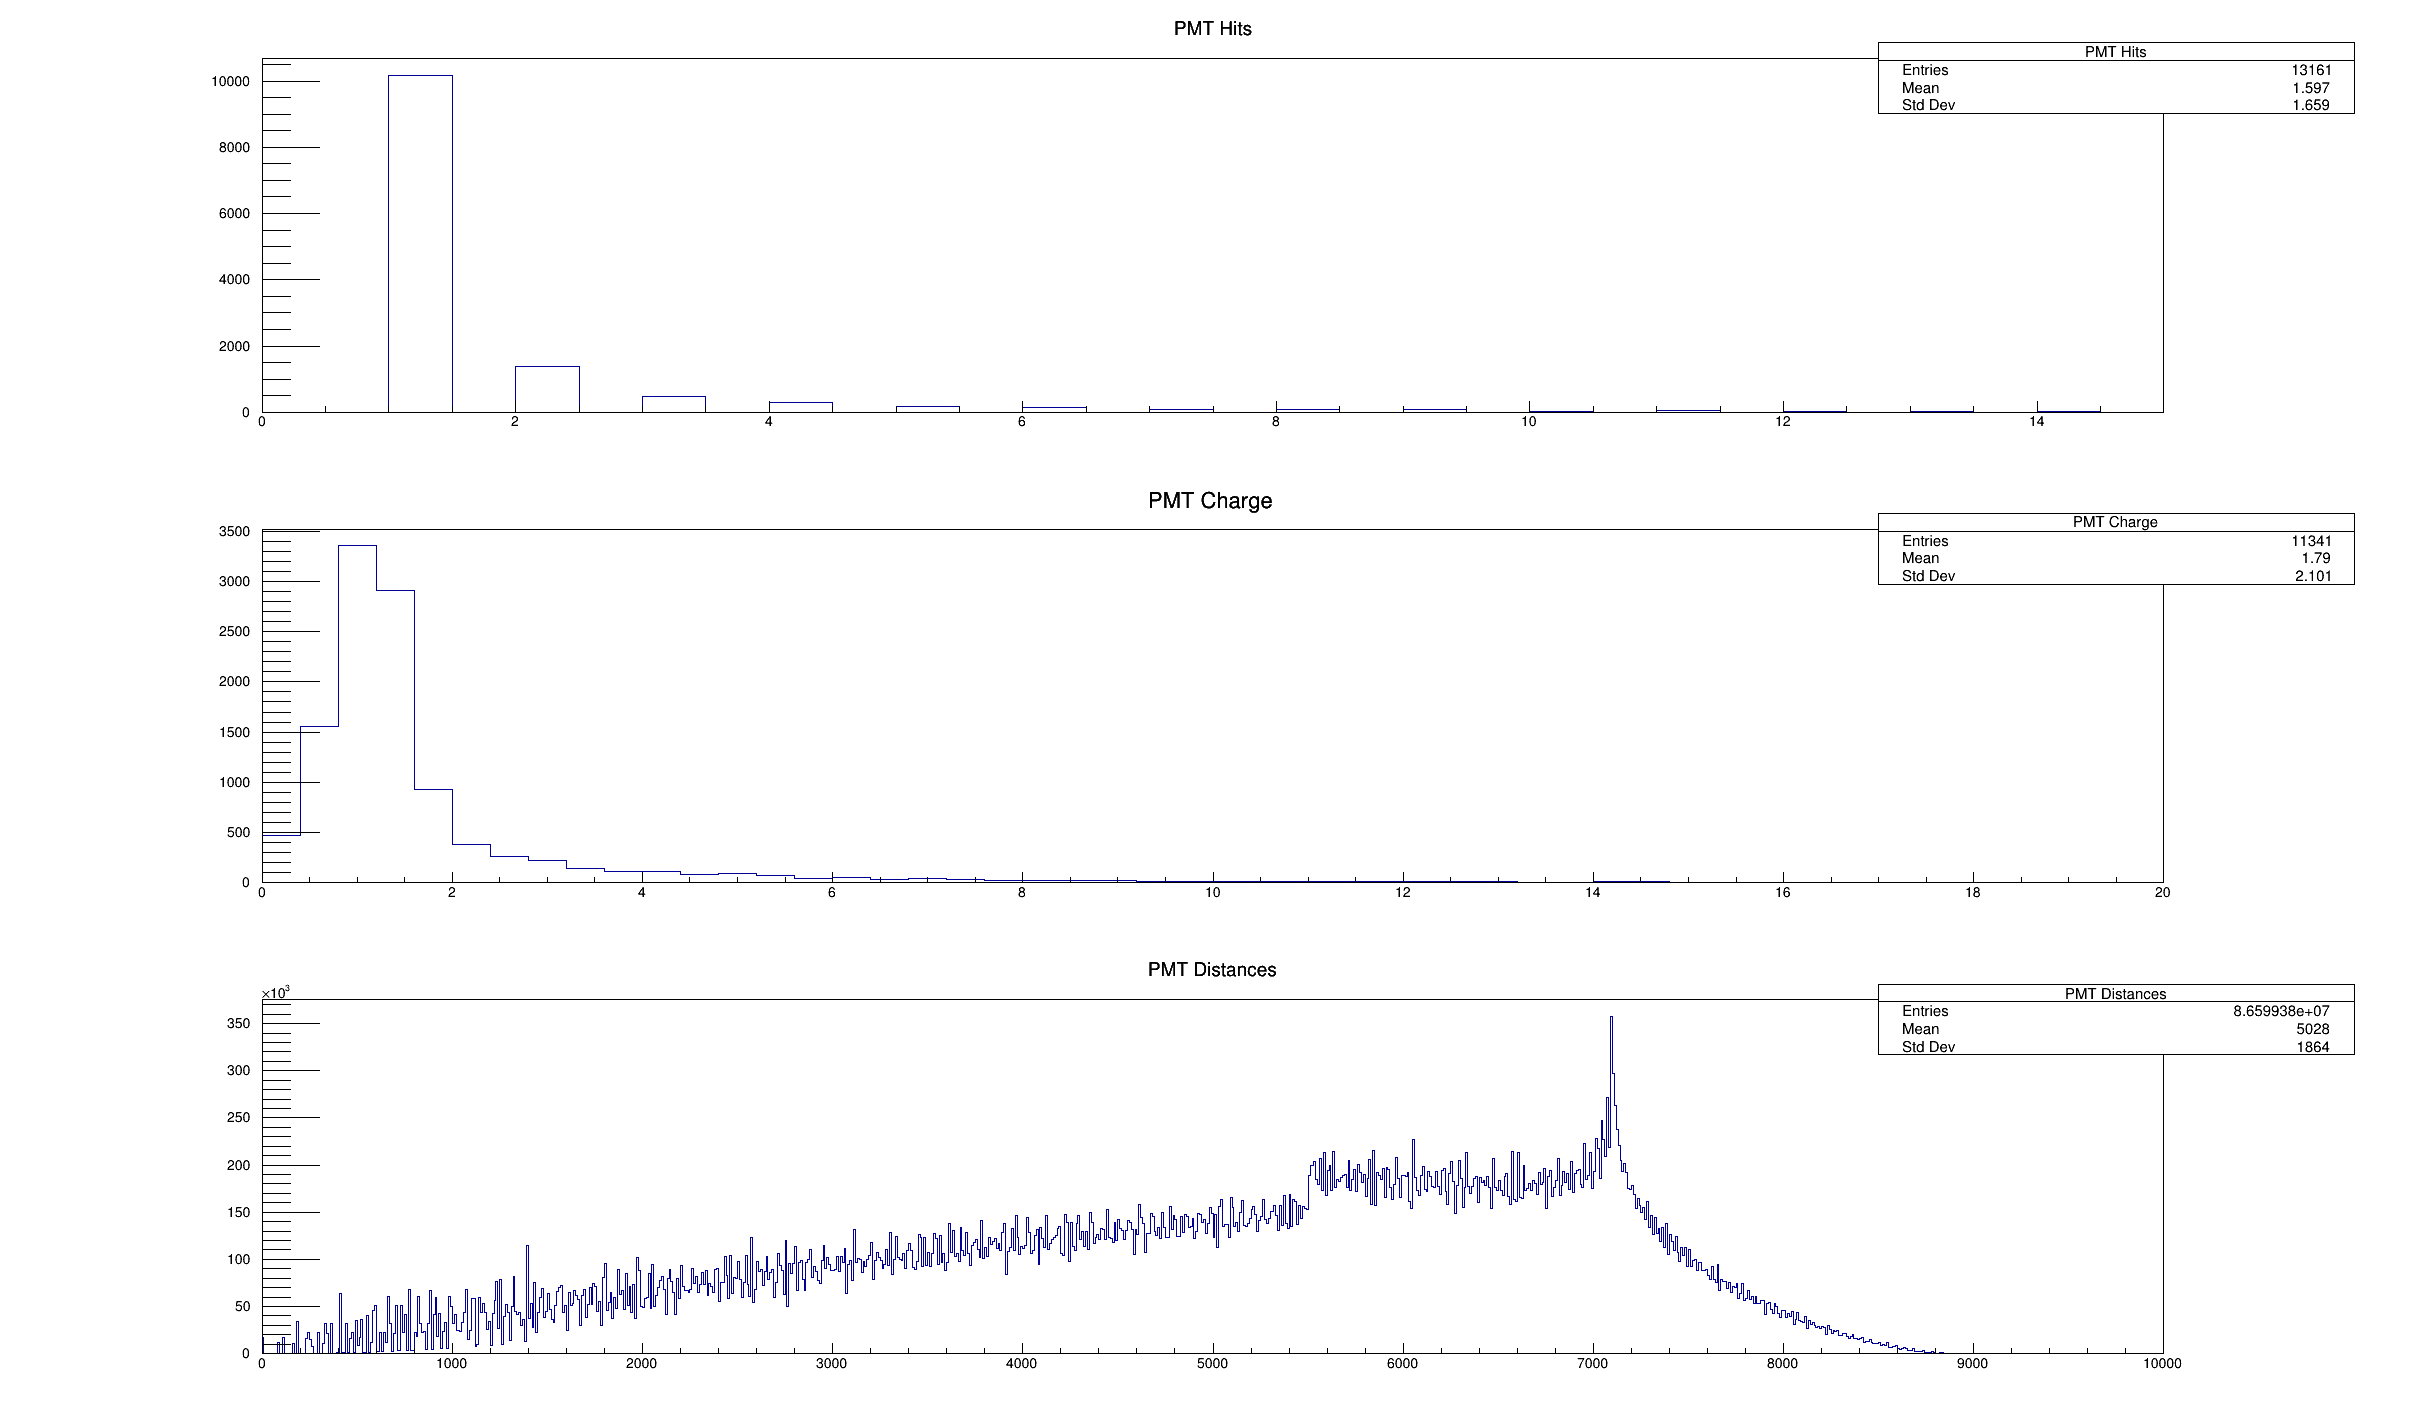 PMT Hits
PMT Hits
Entries 13161
Mean 1.597
Std Dev 1.659
10000
8000
6000
4000
2000
0
0 2 4 6 8 10 12 14
PMT Charge
PMT Charge
Entries 11341
Mean 1.79
Std Dev 2.101
3500
3000
2500
2000
1500
1000
500
0
0 2 4 6 8 10 12 14 16 18 20
PMT Distances
PMT Distances
Entries 8.659938e+07
Mean 5028
Std Dev 1864
×10³
350
300
250
200
150
100
50
0
0 1000 2000 3000 4000 5000 6000 7000 8000 9000 10000